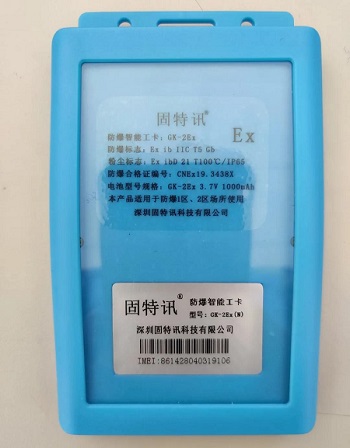 固特讯®
Ex
防爆智能工卡：GK-2Ex
防爆标志：Ex ib IIC T5 Gb
粉尘标志：Ex ibD 21 T100℃/IP65
防爆合格证编号：CNEx19.3438X
电池型号规格：GK-2Ex 3.7V 1000mAh
本产品适用于防爆1区、2区场所使用
深圳固特讯科技有限公司
固特讯®
防爆智能工卡
型号：GK-2Ex(N)
深圳固特讯科技有限公司
IMEI:861428040319106